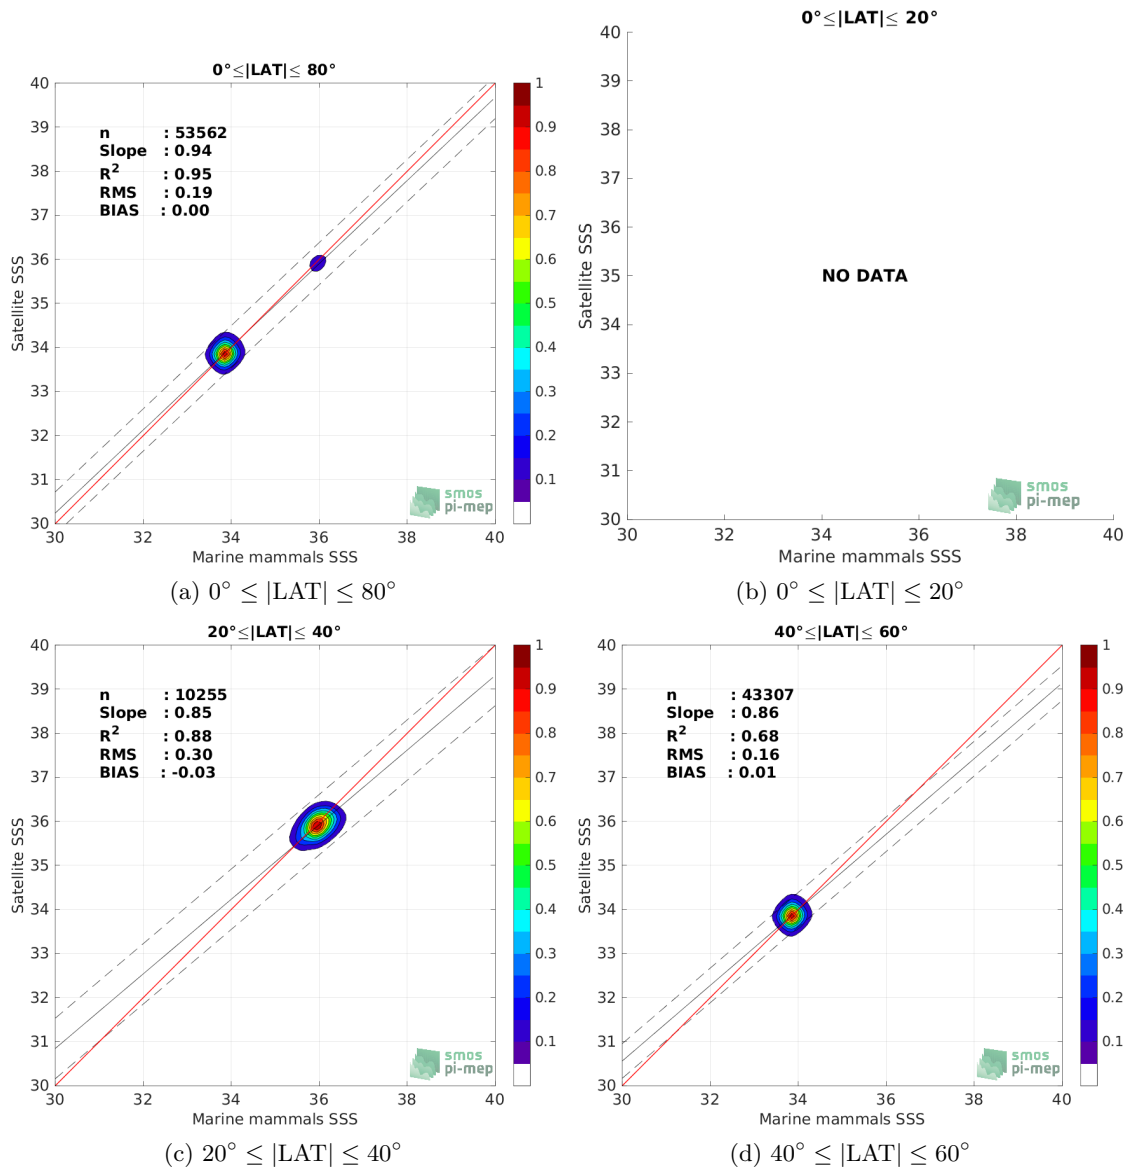 0°≤|LAT|≤ 80°
n : 53562
Slope : 0.94
R² : 0.95
RMS : 0.19
BIAS : 0.00
40
39
38
37
36
35
34
33
32
31
30
Satellite SSS
30 32 34 36 38 40
Marine mammals SSS
1
0.9
0.8
0.7
0.6
0.5
0.4
0.3
0.2
0.1
smos
pi-mep
(a) 0° ≤ |LAT| ≤ 80°
0°≤|LAT|≤ 20°
40
39
38
37
36
35
34
33
32
31
30
Satellite SSS
NO DATA
30 32 34 36 38 40
Marine mammals SSS
smos
pi-mep
(b) 0° ≤ |LAT| ≤ 20°
20°≤|LAT|≤ 40°
n : 10255
Slope : 0.85
R² : 0.88
RMS : 0.30
BIAS : -0.03
40
39
38
37
36
35
34
33
32
31
30
Satellite SSS
30 32 34 36 38 40
Marine mammals SSS
1
0.9
0.8
0.7
0.6
0.5
0.4
0.3
0.2
0.1
smos
pi-mep
(c) 20° ≤ |LAT| ≤ 40°
40°≤|LAT|≤ 60°
n : 43307
Slope : 0.86
R² : 0.68
RMS : 0.16
BIAS : 0.01
40
39
38
37
36
35
34
33
32
31
30
Satellite SSS
30 32 34 36 38 40
Marine mammals SSS
1
0.9
0.8
0.7
0.6
0.5
0.4
0.3
0.2
0.1
smos
pi-mep
(d) 40° ≤ |LAT| ≤ 60°